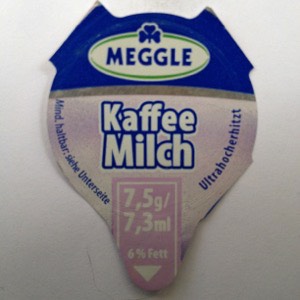 MEGGLE
Kaffee
Milch
Mind. haltbar: siehe Unterseite
Ultrahocherhitzt
7,5g/
7,3ml
6% Fett